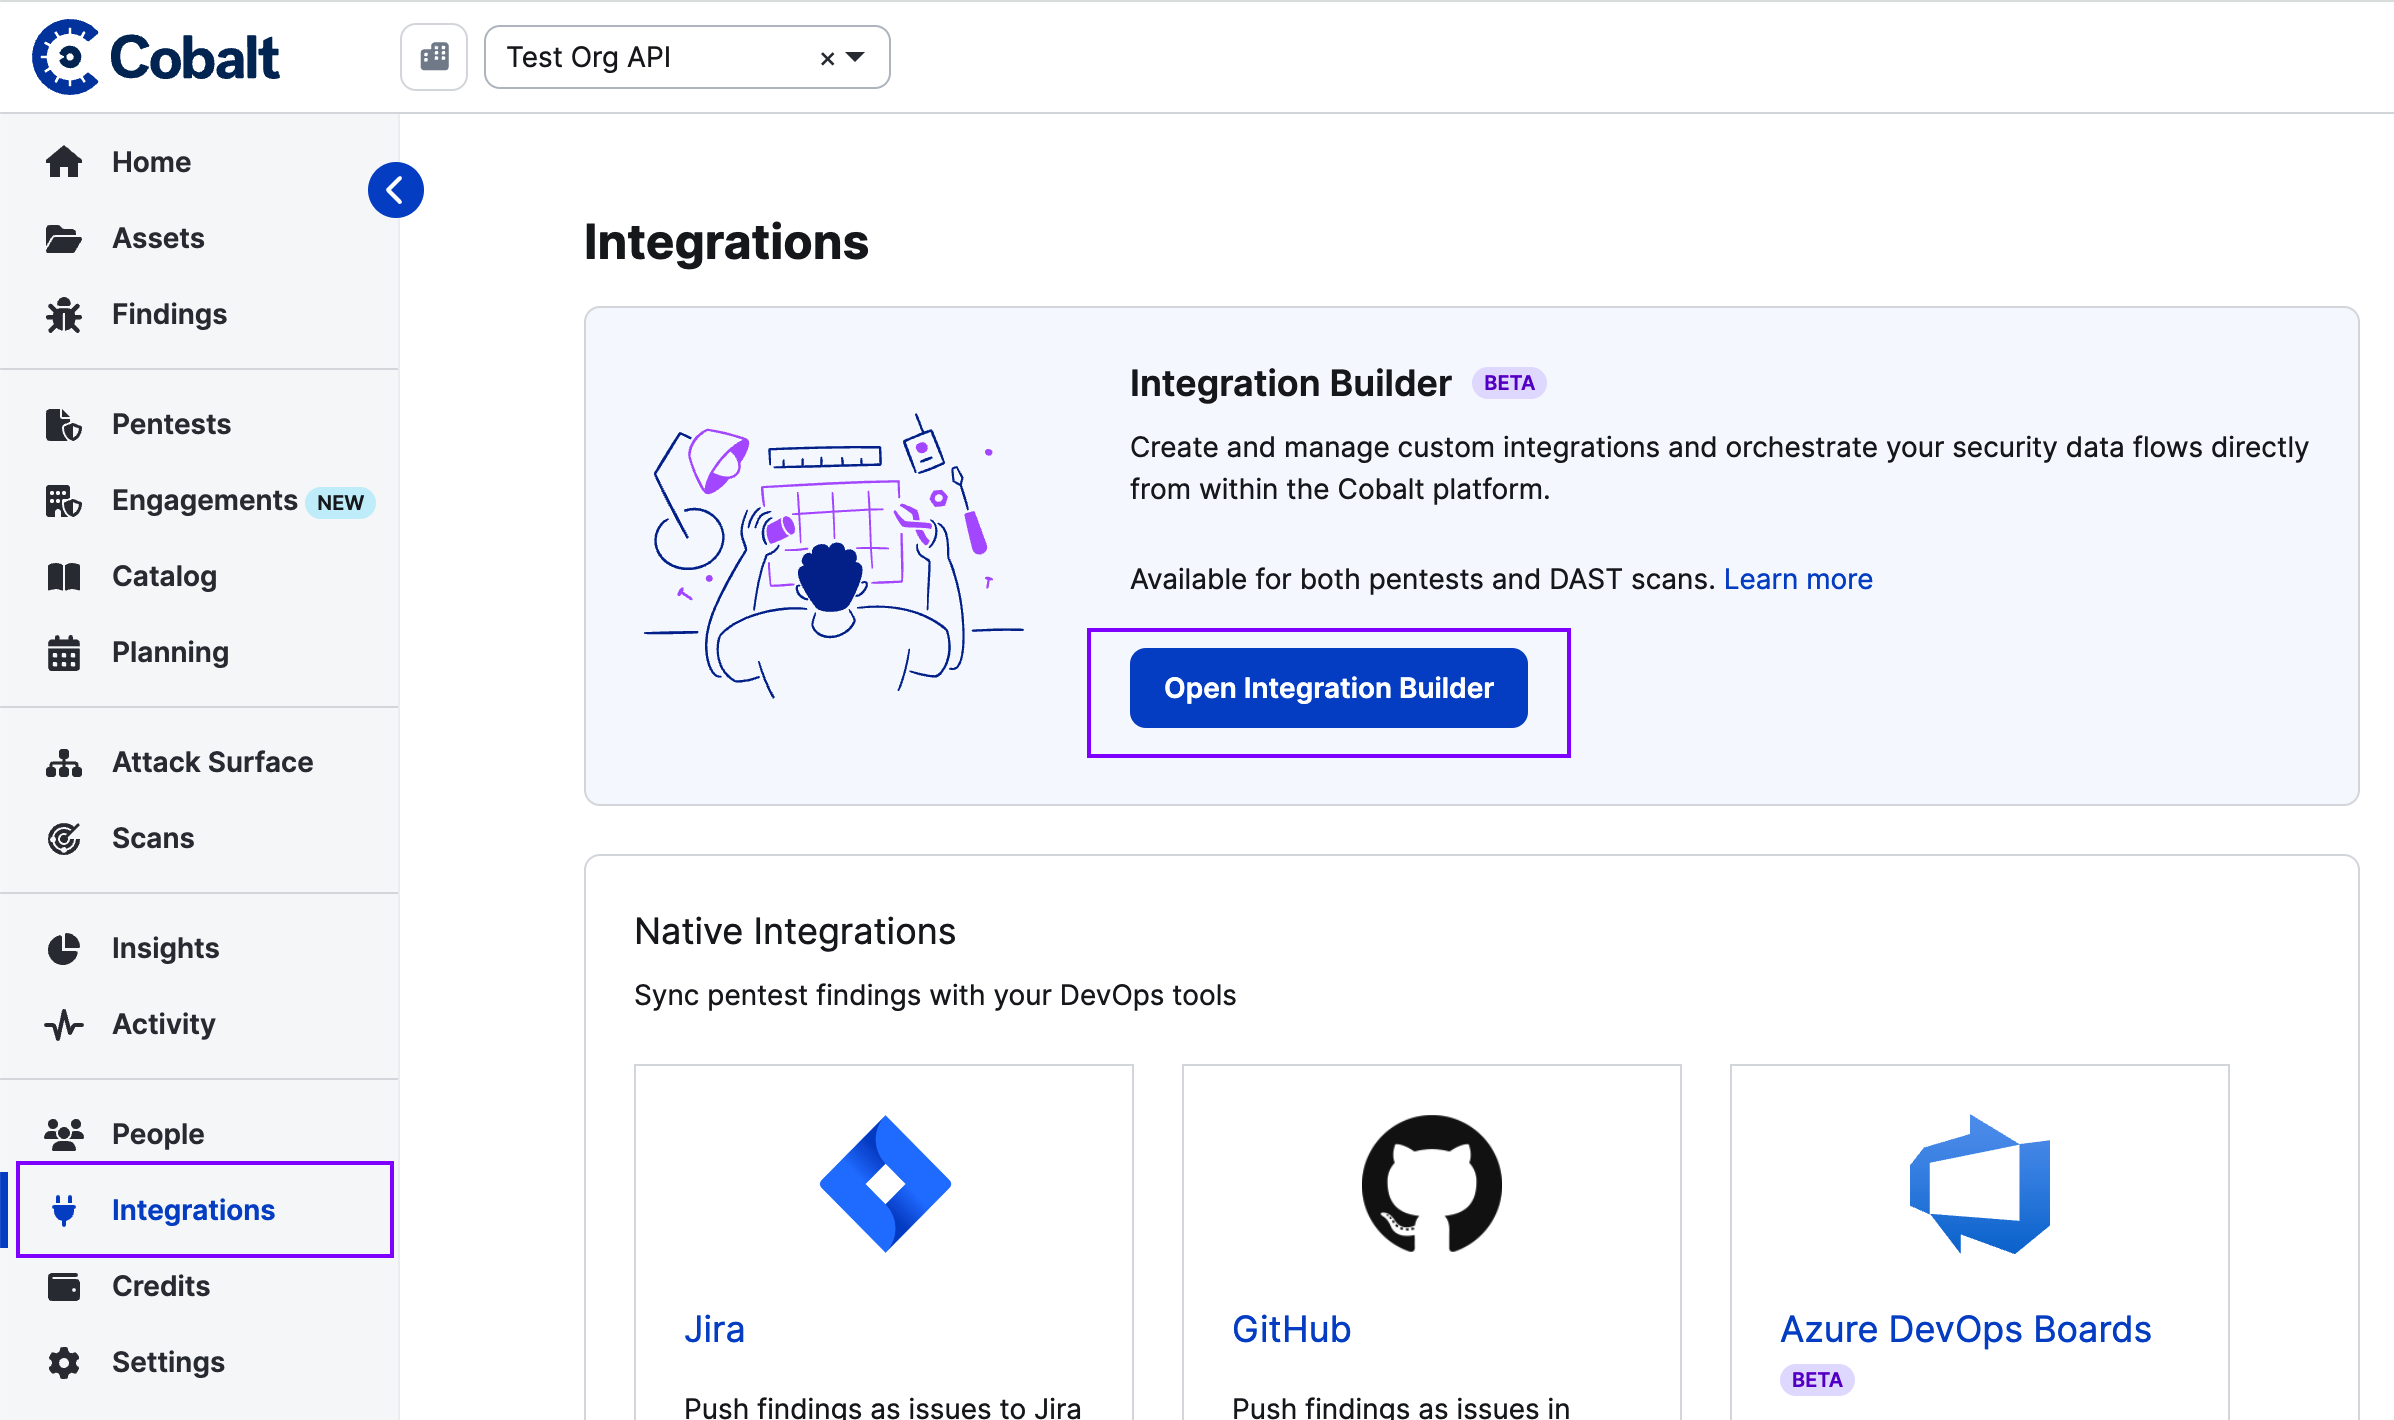 Cobalt
Test Org API
Home
Assets
Findings
Pentests
Engagements NEW
Catalog
Planning
Attack Surface
Scans
Insights
Activity
People
Integrations
Credits
Settings
Integrations
Integration Builder BETA
Create and manage custom integrations and orchestrate your security data flows directly
from within the Cobalt platform.
Available for both pentests and DAST scans. Learn more
Open Integration Builder
Native Integrations
Sync pentest findings with your DevOps tools
Jira
Push findings as issues to Jira
GitHub
Push findings as issues in
Azure DevOps Boards
BETA